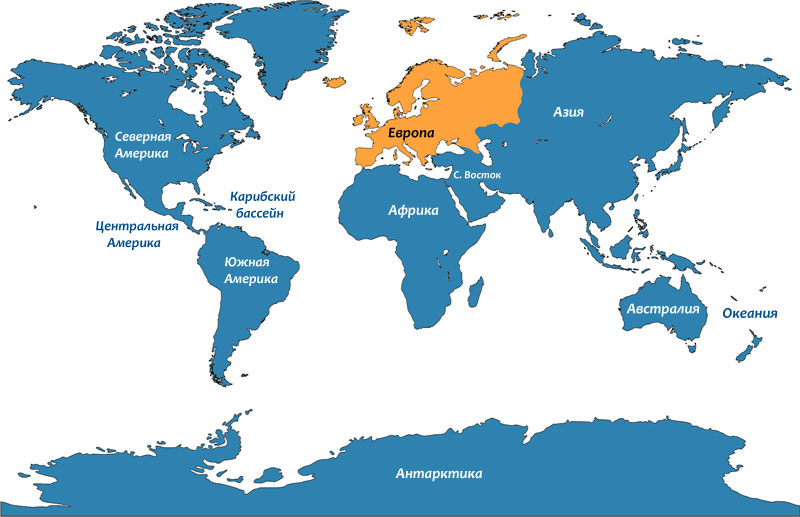 Европа
Азия
Северная
Америка
С. Восток
Карибский
бассейн
Африка
Центральная
Америка
Южная
Америка
Австралия
Океания
Антарктика